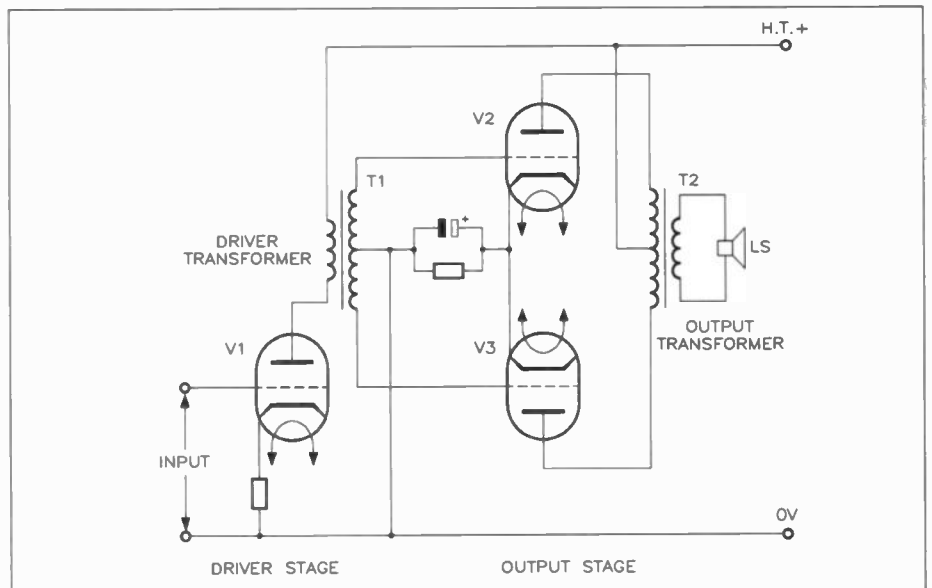 H.T.+
V2
T1
T2
+
DRIVER
TRANSFORMER
LS
V1
V3
OUTPUT
TRANSFORMER
INPUT
0V
DRIVER STAGE
OUTPUT STAGE